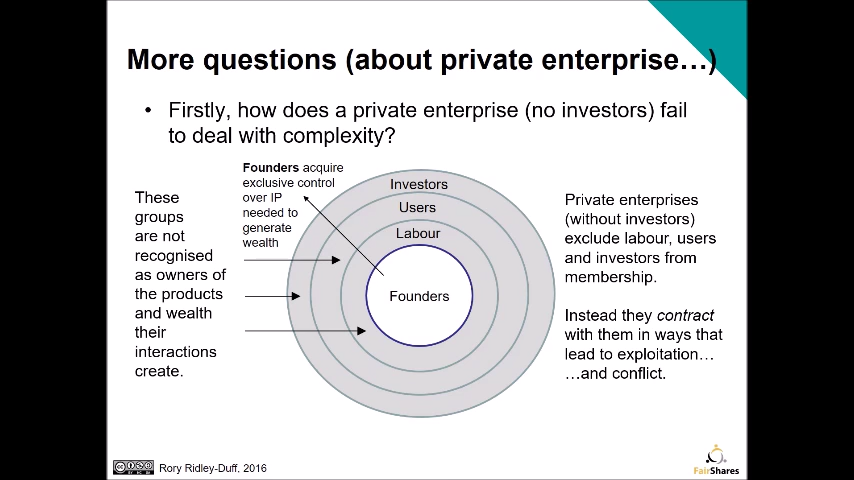 More questions (about private enterprise…)
• Firstly, how does a private enterprise (no investors) fail
to deal with complexity?
These
groups
are not
recognised
as owners of
the products
and wealth
their
interactions
create.
Founders acquire
exclusive control
over IP
needed to
generate
wealth
Investors
Users
Labour
Founders
Private enterprises
(without investors)
exclude labour, users
and investors from
membership.
Instead they contract
with them in ways that
lead to exploitation…
…and conflict.
Rory Ridley-Duff, 2016
FairShares